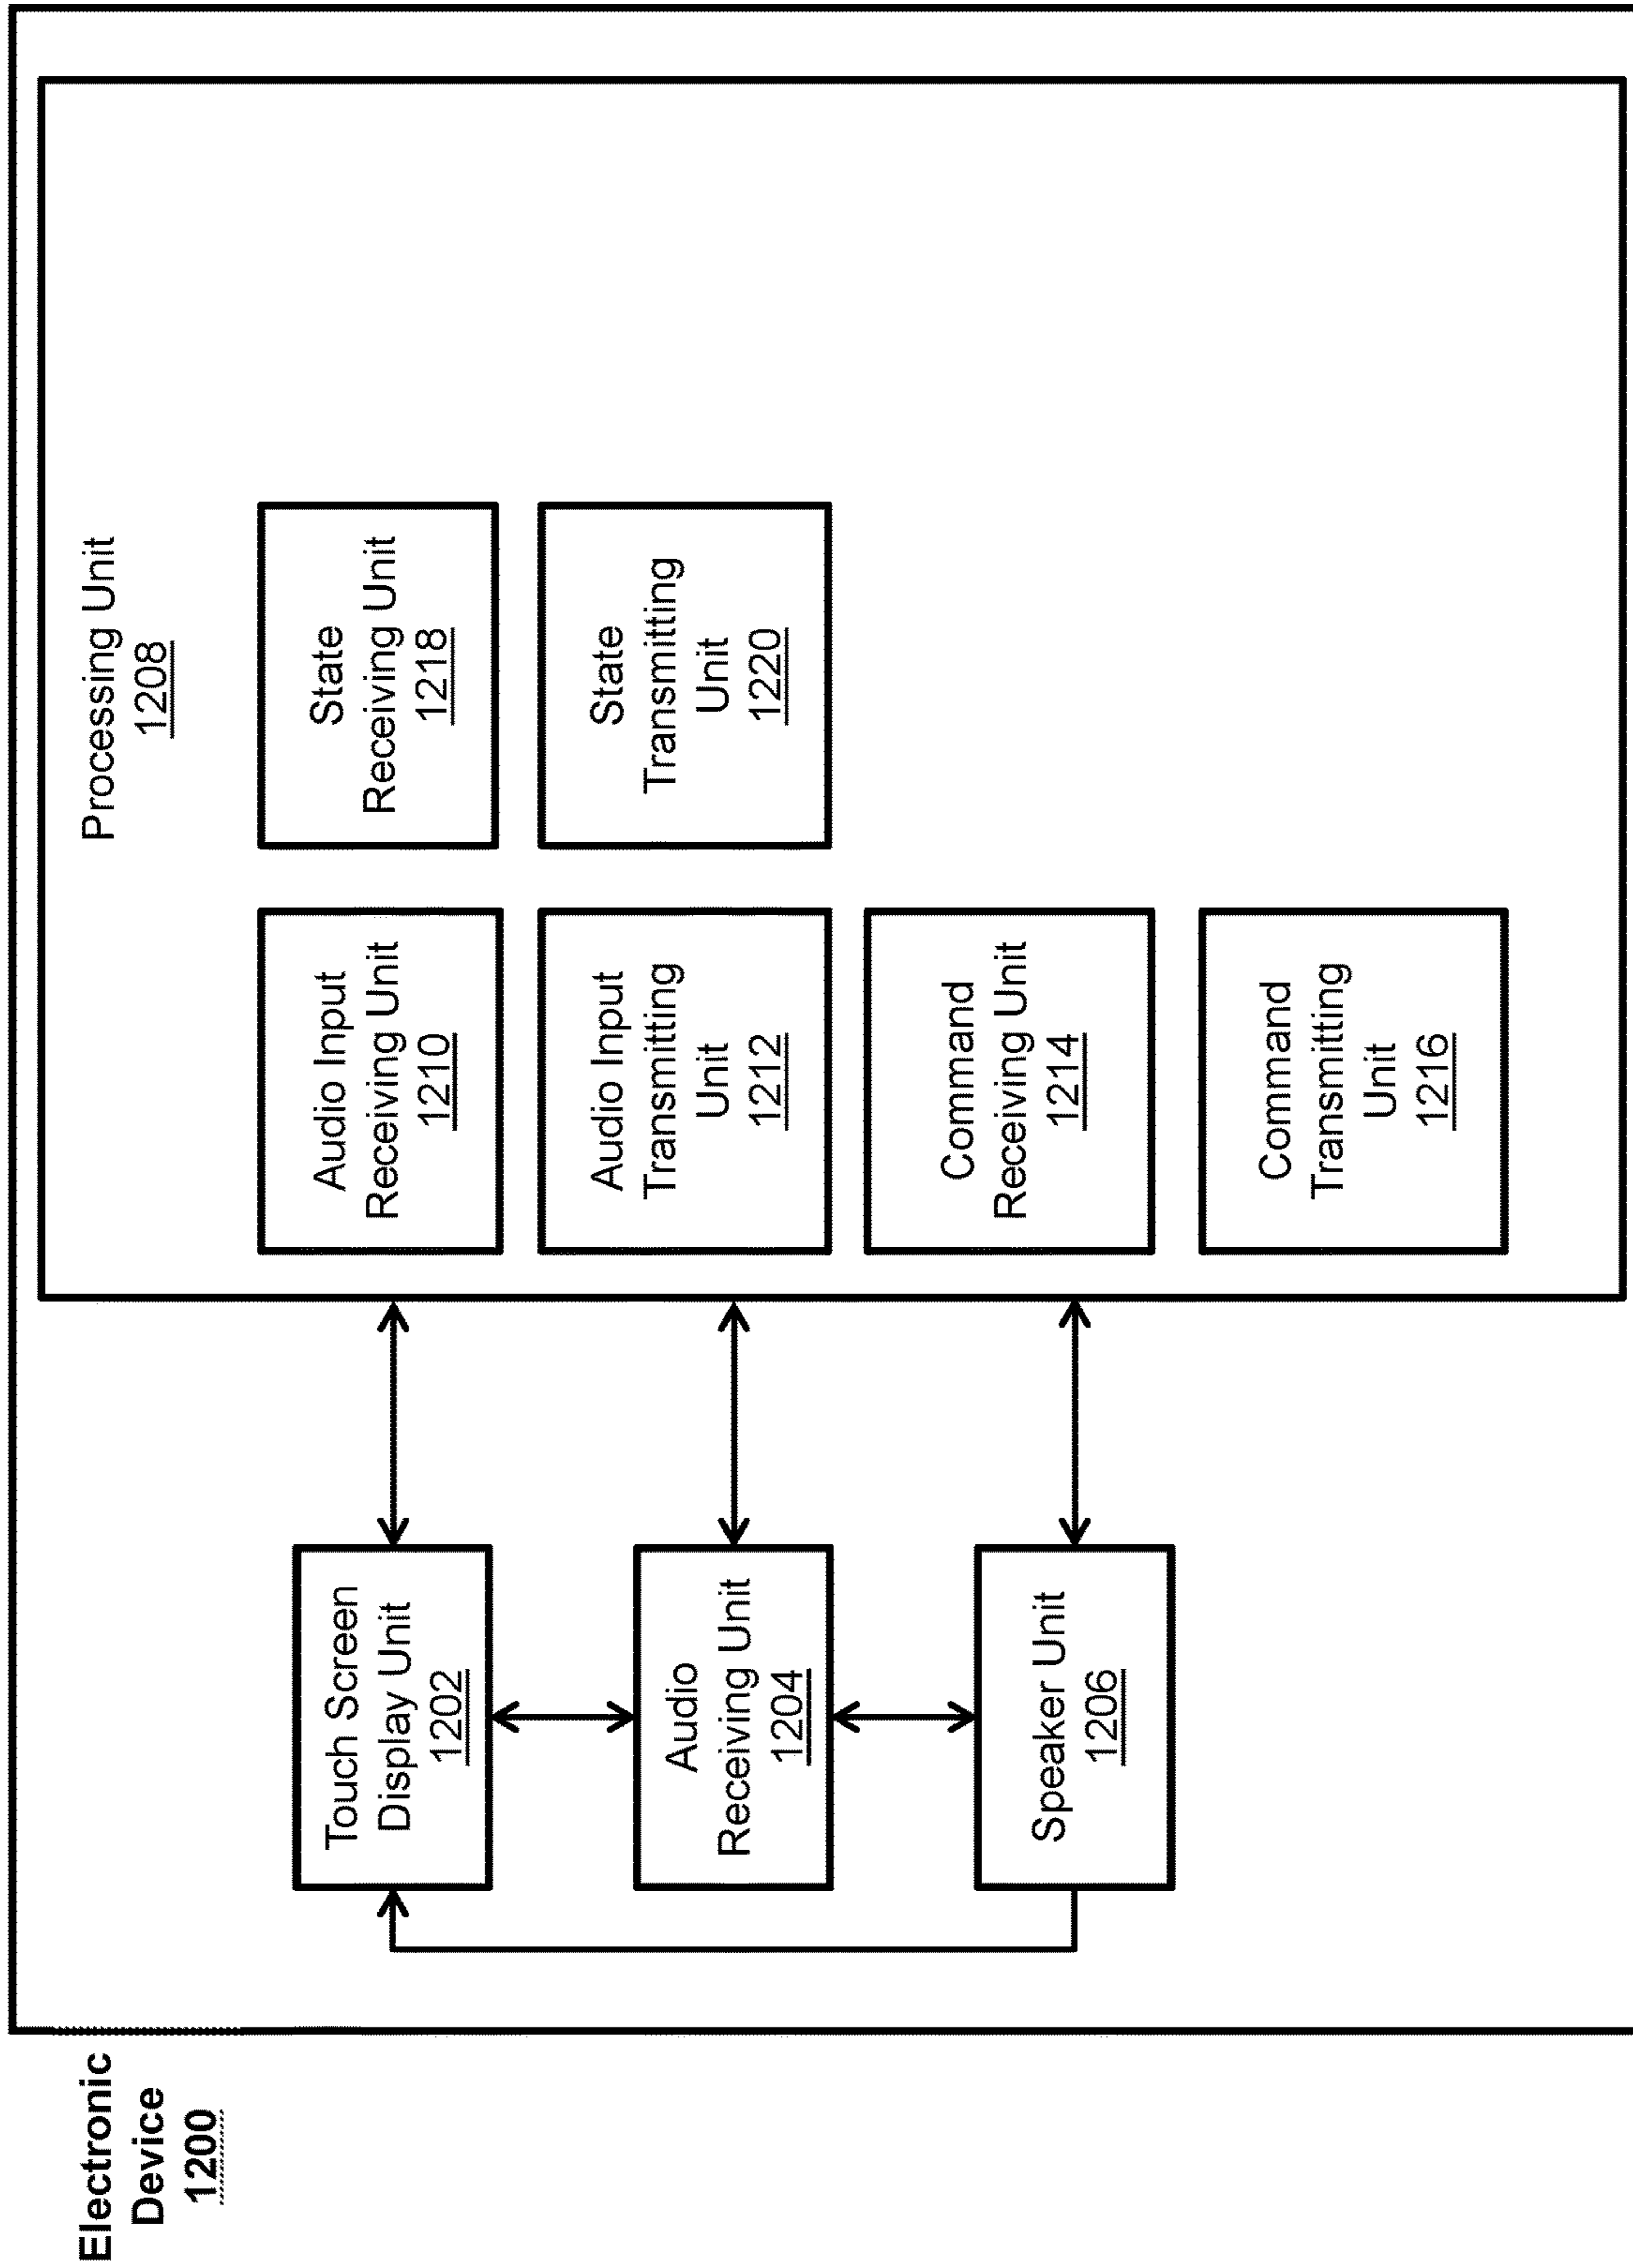 Electronic
Device
1200
Processing Unit
1208
Touch Screen
Display Unit
1202
Audio
Receiving Unit
1204
Speaker Unit
1206
Audio Input
Receiving Unit
1210
Audio Input
Transmitting
Unit
1212
Command
Receiving Unit
1214
Command
Transmitting
Unit
1216
State
Receiving Unit
1218
State
Transmitting
Unit
1220